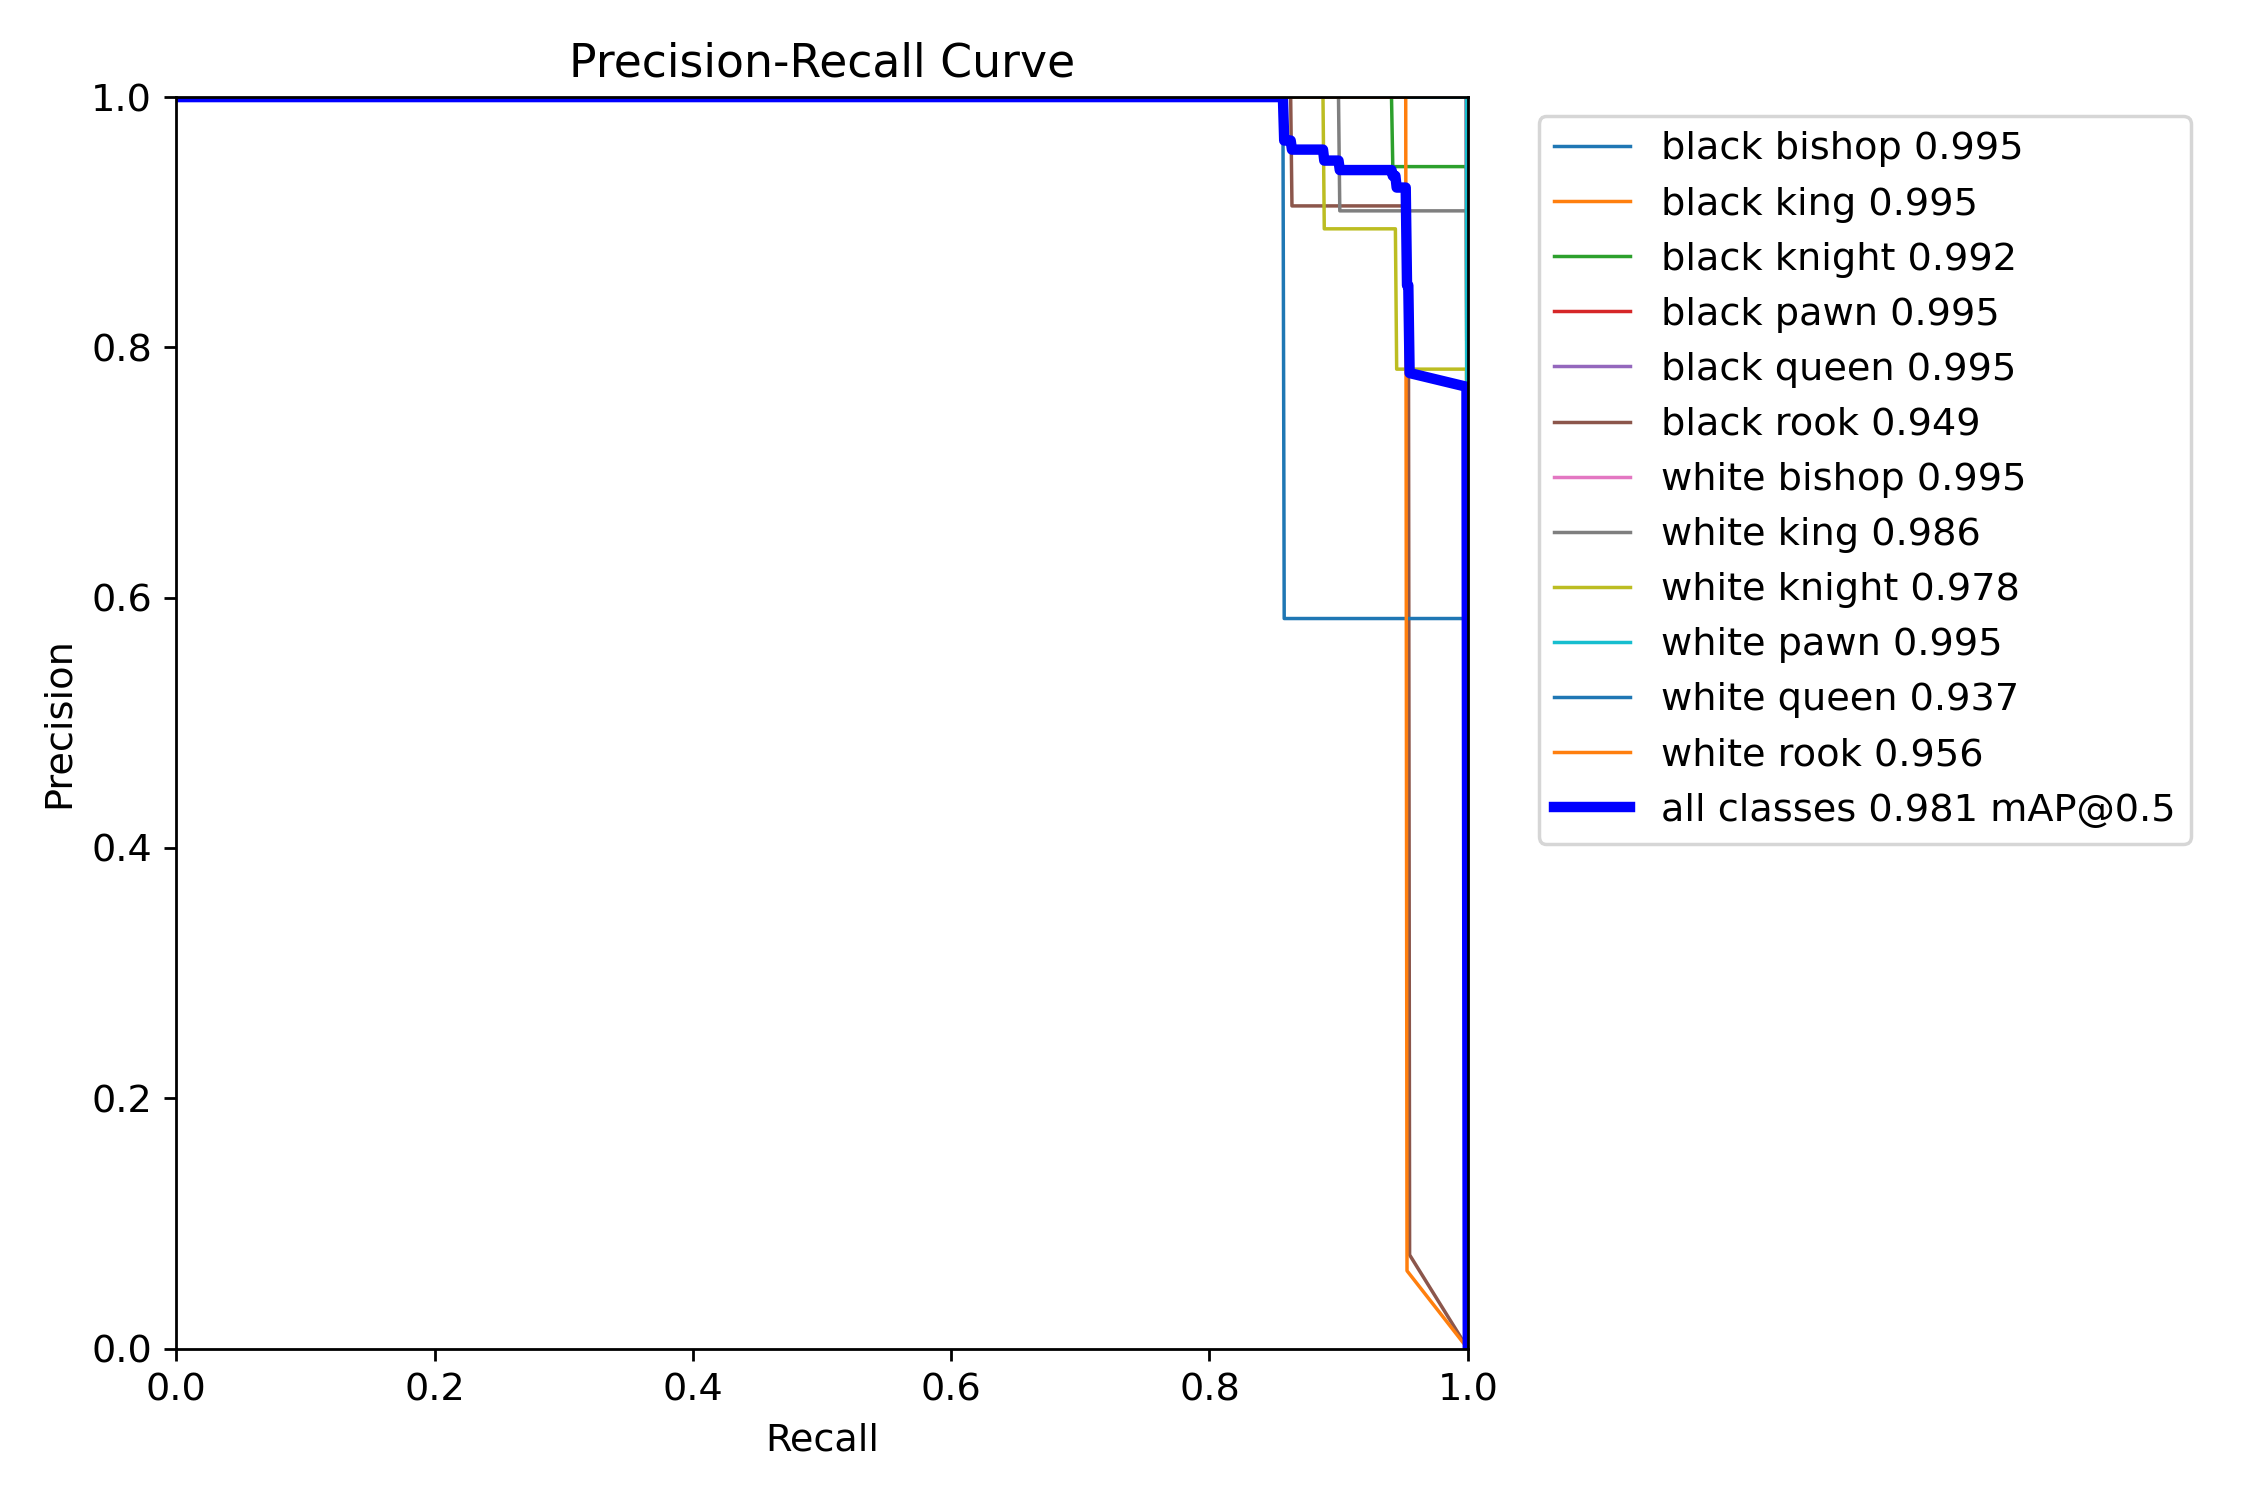 Precision-Recall Curve
1.0
0.8
0.6
0.4
0.2
0.0
Precision
0.0 0.2 0.4 0.6 0.8 1.0
Recall
black bishop 0.995
black king 0.995
black knight 0.992
black pawn 0.995
black queen 0.995
black rook 0.949
white bishop 0.995
white king 0.986
white knight 0.978
white pawn 0.995
white queen 0.937
white rook 0.956
all classes 0.981 mAP@0.5